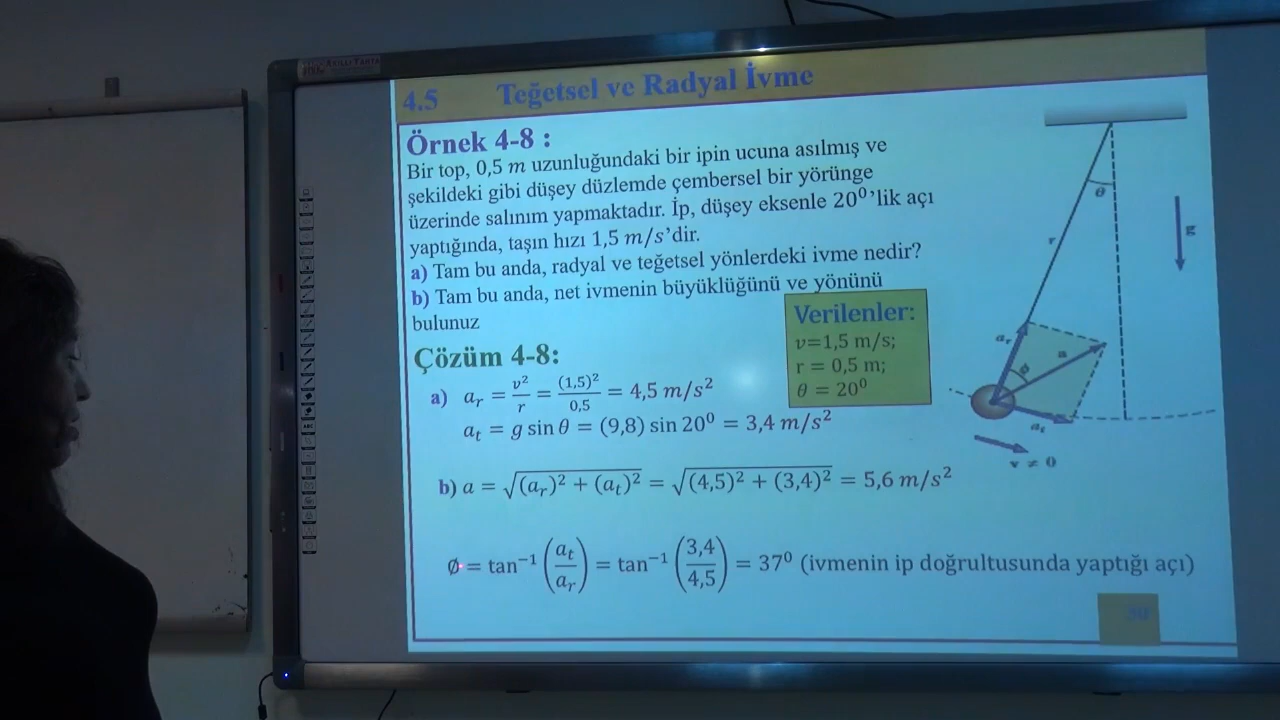 AKILLI TAHTA
4.5 Teğetsel ve Radyal İvme
Örnek 4-8 :
Bir top, 0,5 m uzunluğundaki bir ipin ucuna asılmış ve
şekildeki gibi düşey düzlemde çembersel bir yörünge
üzerinde salınım yapmaktadır. İp, düşey eksenle 20⁰'lik açı
yaptığında, taşın hızı 1,5 m/s'dir.
a) Tam bu anda, radyal ve teğetsel yönlerdeki ivme nedir?
b) Tam bu anda, net ivmenin büyüklüğünü ve yönünü
bulunuz
Verilenler:
v=1,5 m/s;
r = 0,5 m;
θ = 20⁰
Çözüm 4-8:
a) aᵣ = v²/r = (1,5)²/0,5 = 4,5 m/s²
aₜ = g sin θ = (9,8) sin 20⁰ = 3,4 m/s²
b) a = √((aᵣ)² + (aₜ)²) = √((4,5)² + (3,4)²) = 5,6 m/s²
Ø = tan⁻¹(aₜ/aᵣ) = tan⁻¹(3,4/4,5) = 37⁰ (ivmenin ip doğrultusunda yaptığı açı)
θ
g
r
aᵣ
a
ϕ
aₜ
v ≠ 0